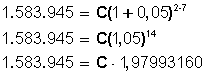 1.583.945 = C(1 + 0,05)²·⁷
1.583.945 = C(1,05)¹⁴
1.583.945 = C · 1,97993160